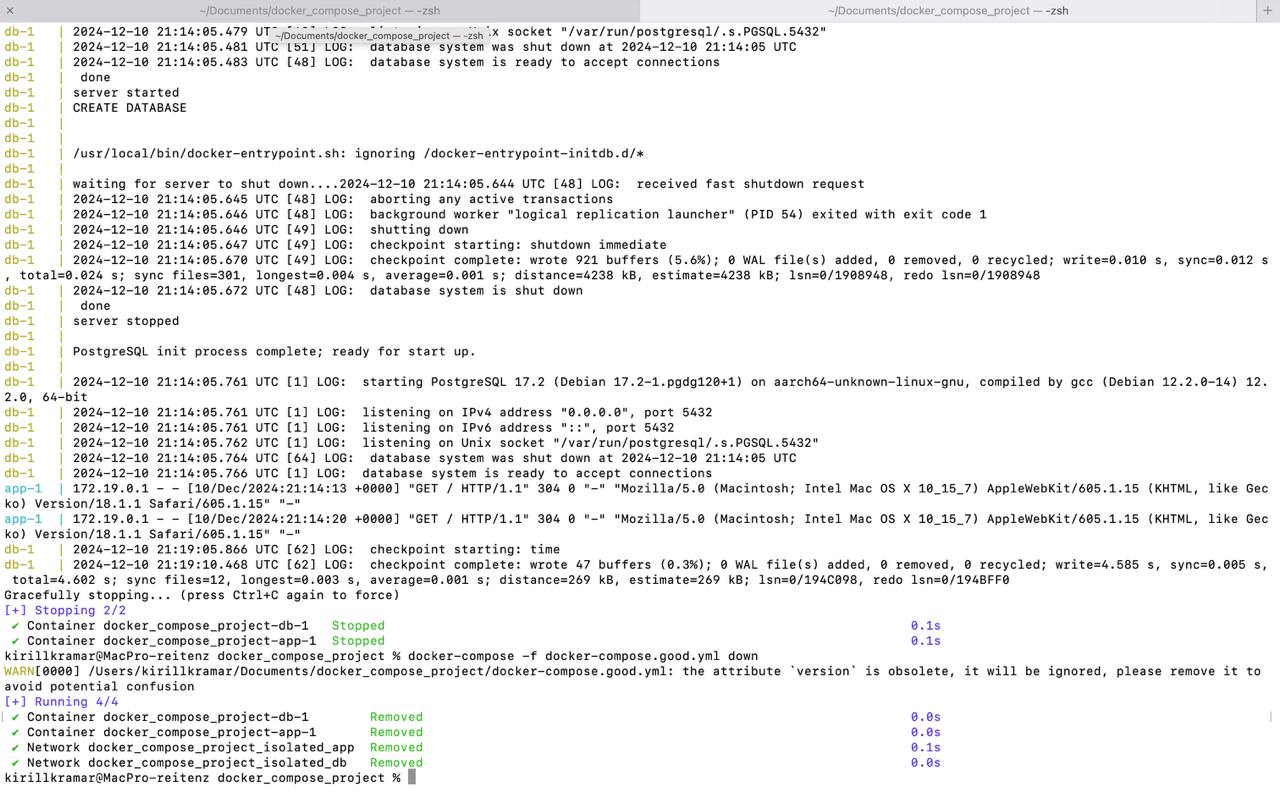 ~/Documents/docker_compose_project — -zsh
~/Documents/docker_compose_project — -zsh
db-1   | 2024-12-10 21:14:05.479 UT
x socket "/var/run/postgresql/.s.PGSQL.5432"
~/Documents/docker_compose_project — -zsh
db-1   | 2024-12-10 21:14:05.481 UTC [51] LOG:  database system was shut down at 2024-12-10 21:14:05 UTC
db-1   | 2024-12-10 21:14:05.483 UTC [48] LOG:  database system is ready to accept connections
db-1   |  done
db-1   | server started
db-1   | CREATE DATABASE
db-1   |
db-1   |
db-1   | /usr/local/bin/docker-entrypoint.sh: ignoring /docker-entrypoint-initdb.d/*
db-1   |
db-1   | waiting for server to shut down....2024-12-10 21:14:05.644 UTC [48] LOG:  received fast shutdown request
db-1   | 2024-12-10 21:14:05.645 UTC [48] LOG:  aborting any active transactions
db-1   | 2024-12-10 21:14:05.646 UTC [48] LOG:  background worker "logical replication launcher" (PID 54) exited with exit code 1
db-1   | 2024-12-10 21:14:05.646 UTC [49] LOG:  shutting down
db-1   | 2024-12-10 21:14:05.647 UTC [49] LOG:  checkpoint starting: shutdown immediate
db-1   | 2024-12-10 21:14:05.670 UTC [49] LOG:  checkpoint complete: wrote 921 buffers (5.6%); 0 WAL file(s) added, 0 removed, 0 recycled; write=0.010 s, sync=0.012 s
, total=0.024 s; sync files=301, longest=0.004 s, average=0.001 s; distance=4238 kB, estimate=4238 kB; lsn=0/1908948, redo lsn=0/1908948
db-1   | 2024-12-10 21:14:05.672 UTC [48] LOG:  database system is shut down
db-1   |  done
db-1   | server stopped
db-1   |
db-1   | PostgreSQL init process complete; ready for start up.
db-1   |
db-1   | 2024-12-10 21:14:05.761 UTC [1] LOG:  starting PostgreSQL 17.2 (Debian 17.2-1.pgdg120+1) on aarch64-unknown-linux-gnu, compiled by gcc (Debian 12.2.0-14) 12.
2.0, 64-bit
db-1   | 2024-12-10 21:14:05.761 UTC [1] LOG:  listening on IPv4 address "0.0.0.0", port 5432
db-1   | 2024-12-10 21:14:05.761 UTC [1] LOG:  listening on IPv6 address "::", port 5432
db-1   | 2024-12-10 21:14:05.762 UTC [1] LOG:  listening on Unix socket "/var/run/postgresql/.s.PGSQL.5432"
db-1   | 2024-12-10 21:14:05.764 UTC [64] LOG:  database system was shut down at 2024-12-10 21:14:05 UTC
db-1   | 2024-12-10 21:14:05.766 UTC [1] LOG:  database system is ready to accept connections
app-1  | 172.19.0.1 - - [10/Dec/2024:21:14:13 +0000] "GET / HTTP/1.1" 304 0 "-" "Mozilla/5.0 (Macintosh; Intel Mac OS X 10_15_7) AppleWebKit/605.1.15 (KHTML, like Gec
ko) Version/18.1.1 Safari/605.1.15" "-"
app-1  | 172.19.0.1 - - [10/Dec/2024:21:14:20 +0000] "GET / HTTP/1.1" 304 0 "-" "Mozilla/5.0 (Macintosh; Intel Mac OS X 10_15_7) AppleWebKit/605.1.15 (KHTML, like Gec
ko) Version/18.1.1 Safari/605.1.15" "-"
db-1   | 2024-12-10 21:19:05.866 UTC [62] LOG:  checkpoint starting: time
db-1   | 2024-12-10 21:19:10.468 UTC [62] LOG:  checkpoint complete: wrote 47 buffers (0.3%); 0 WAL file(s) added, 0 removed, 0 recycled; write=4.585 s, sync=0.005 s,
 total=4.602 s; sync files=12, longest=0.003 s, average=0.001 s; distance=269 kB, estimate=269 kB; lsn=0/194C098, redo lsn=0/194BFF0
Gracefully stopping... (press Ctrl+C again to force)
[+] Stopping 2/2
 ✔ Container docker_compose_project-db-1   Stopped   0.1s
 ✔ Container docker_compose_project-app-1  Stopped   0.1s
kirillkramar@MacPro-reitenz docker_compose_project % docker-compose -f docker-compose.good.yml down
WARN[0000] /Users/kirillkramar/Documents/docker_compose_project/docker-compose.good.yml: the attribute `version` is obsolete, it will be ignored, please remove it to
avoid potential confusion
[+] Running 4/4
 ✔ Container docker_compose_project-db-1        Removed   0.0s
 ✔ Container docker_compose_project-app-1       Removed   0.0s
 ✔ Network docker_compose_project_isolated_app  Removed   0.1s
 ✔ Network docker_compose_project_isolated_db   Removed   0.0s
kirillkramar@MacPro-reitenz docker_compose_project %